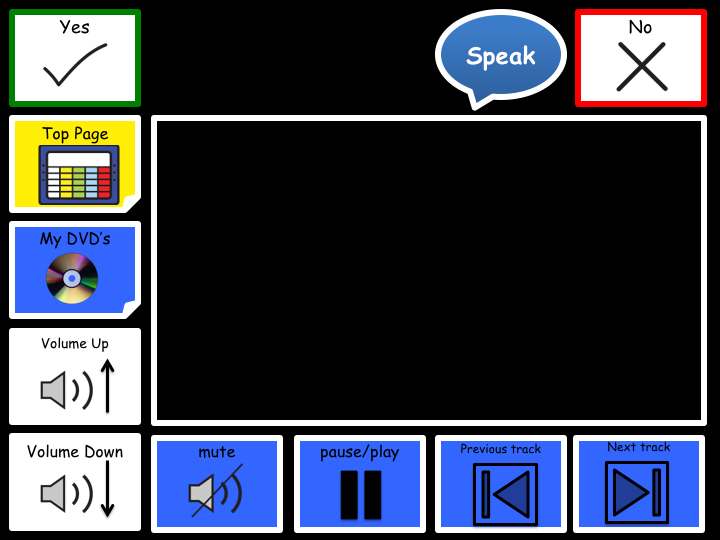 Yes
Speak
No
Top Page
My DVD's
Volume Up
Volume Down
mute
pause/play
Previous track
Next track